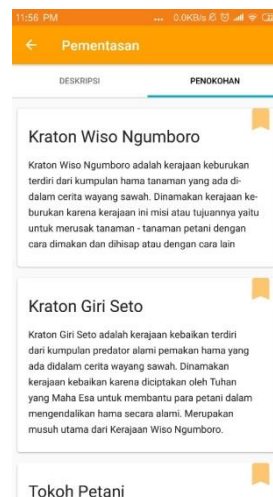 11:56 PM ... 0.0KB/s
Pementasan
DESKRIPSI PENOKOHAN
Kraton Wiso Ngumboro
Kraton Wiso Ngumboro adalah kerajaan keburukan
terdiri dari kumpulan hama tanaman yang ada di-
dalam cerita wayang sawah. Dinamakan kerajaan ke-
burukan karena kerajaan ini misi atau tujuannya yaitu
untuk merusak tanaman - tanaman petani dengan
cara dimakan dan dihisap atau dengan cara lain
Kraton Giri Seto
Kraton Giri Seto adalah kerajaan kebaikan terdiri
dari kumpulan predator alami pemakan hama yang
ada didalam cerita wayang sawah. Dinamakan
kerajaan kebaikan karena diciptakan oleh Tuhan
yang Maha Esa untuk membantu para petani dalam
mengendalikan hama secara alami. Merupakan
musuh utama dari Kerajaan Wiso Ngumboro.
Tokoh Petani